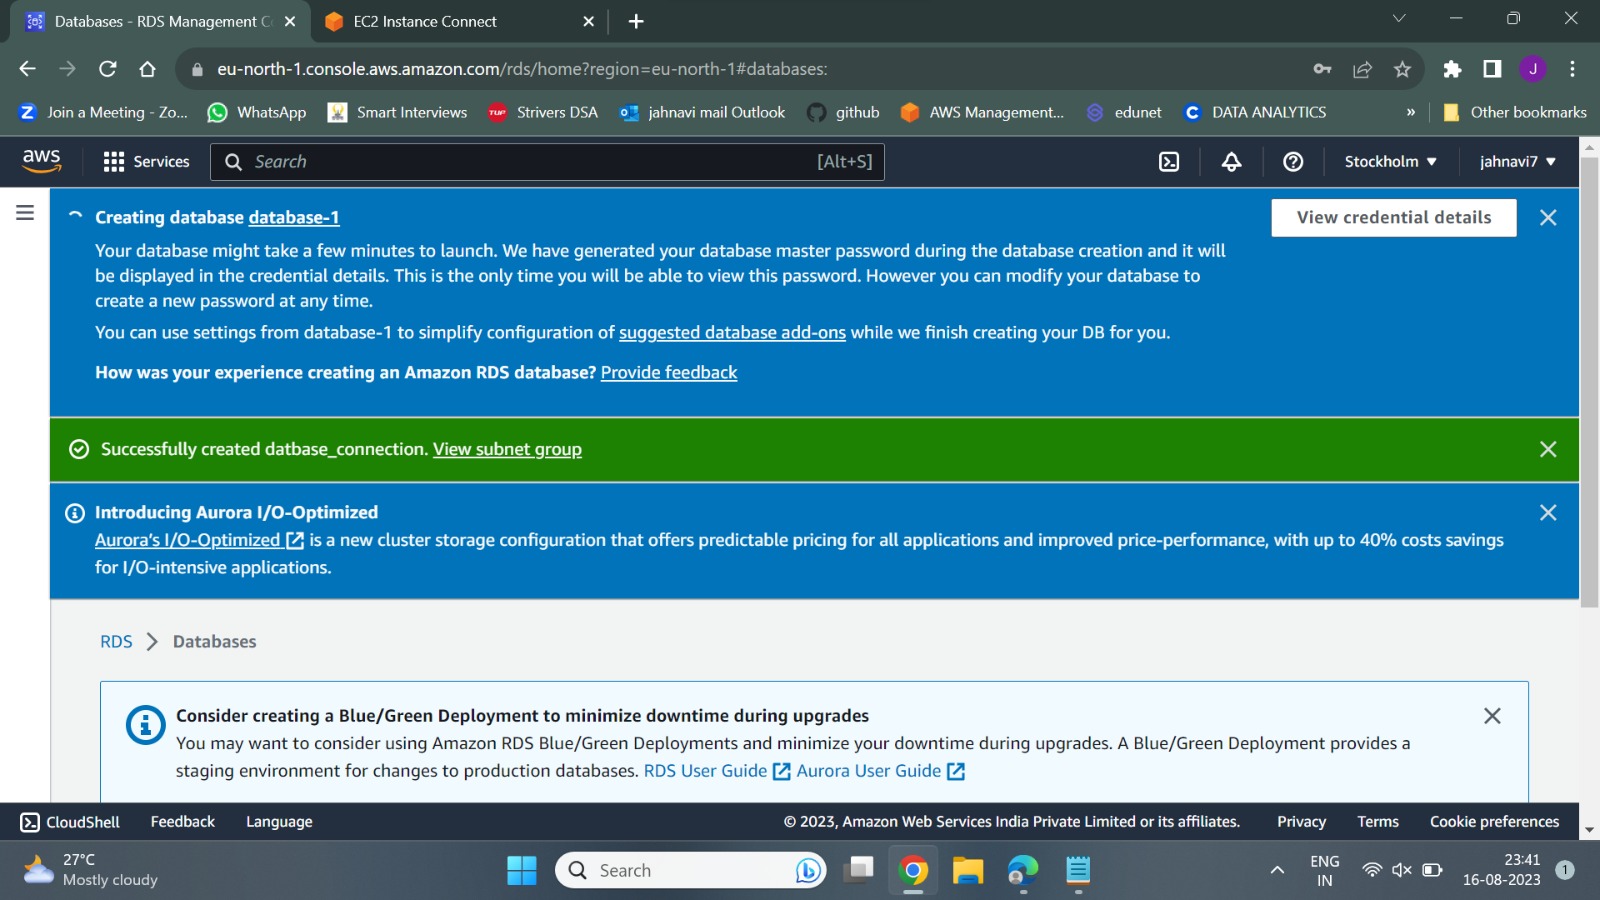 Databases - RDS Management C
EC2 Instance Connect
eu-north-1.console.aws.amazon.com/rds/home?region=eu-north-1#databases:
J
Join a Meeting - Zo... WhatsApp Smart Interviews Strivers DSA jahnavi mail Outlook github AWS Management... edunet DATA ANALYTICS » Other bookmarks
aws Services Search [Alt+S] Stockholm jahnavi7
Creating database database-1
View credential details
Your database might take a few minutes to launch. We have generated your database master password during the database creation and it will
be displayed in the credential details. This is the only time you will be able to view this password. However you can modify your database to
create a new password at any time.
You can use settings from database-1 to simplify configuration of suggested database add-ons while we finish creating your DB for you.
How was your experience creating an Amazon RDS database? Provide feedback
Successfully created datbase_connection. View subnet group
Introducing Aurora I/O-Optimized
Aurora's I/O-Optimized is a new cluster storage configuration that offers predictable pricing for all applications and improved price-performance, with up to 40% costs savings
for I/O-intensive applications.
RDS > Databases
Consider creating a Blue/Green Deployment to minimize downtime during upgrades
You may want to consider using Amazon RDS Blue/Green Deployments and minimize your downtime during upgrades. A Blue/Green Deployment provides a
staging environment for changes to production databases. RDS User Guide Aurora User Guide
CloudShell Feedback Language © 2023, Amazon Web Services India Private Limited or its affiliates. Privacy Terms Cookie preferences
27°C
Mostly cloudy
Search
ENG
IN
23:41
16-08-2023
1